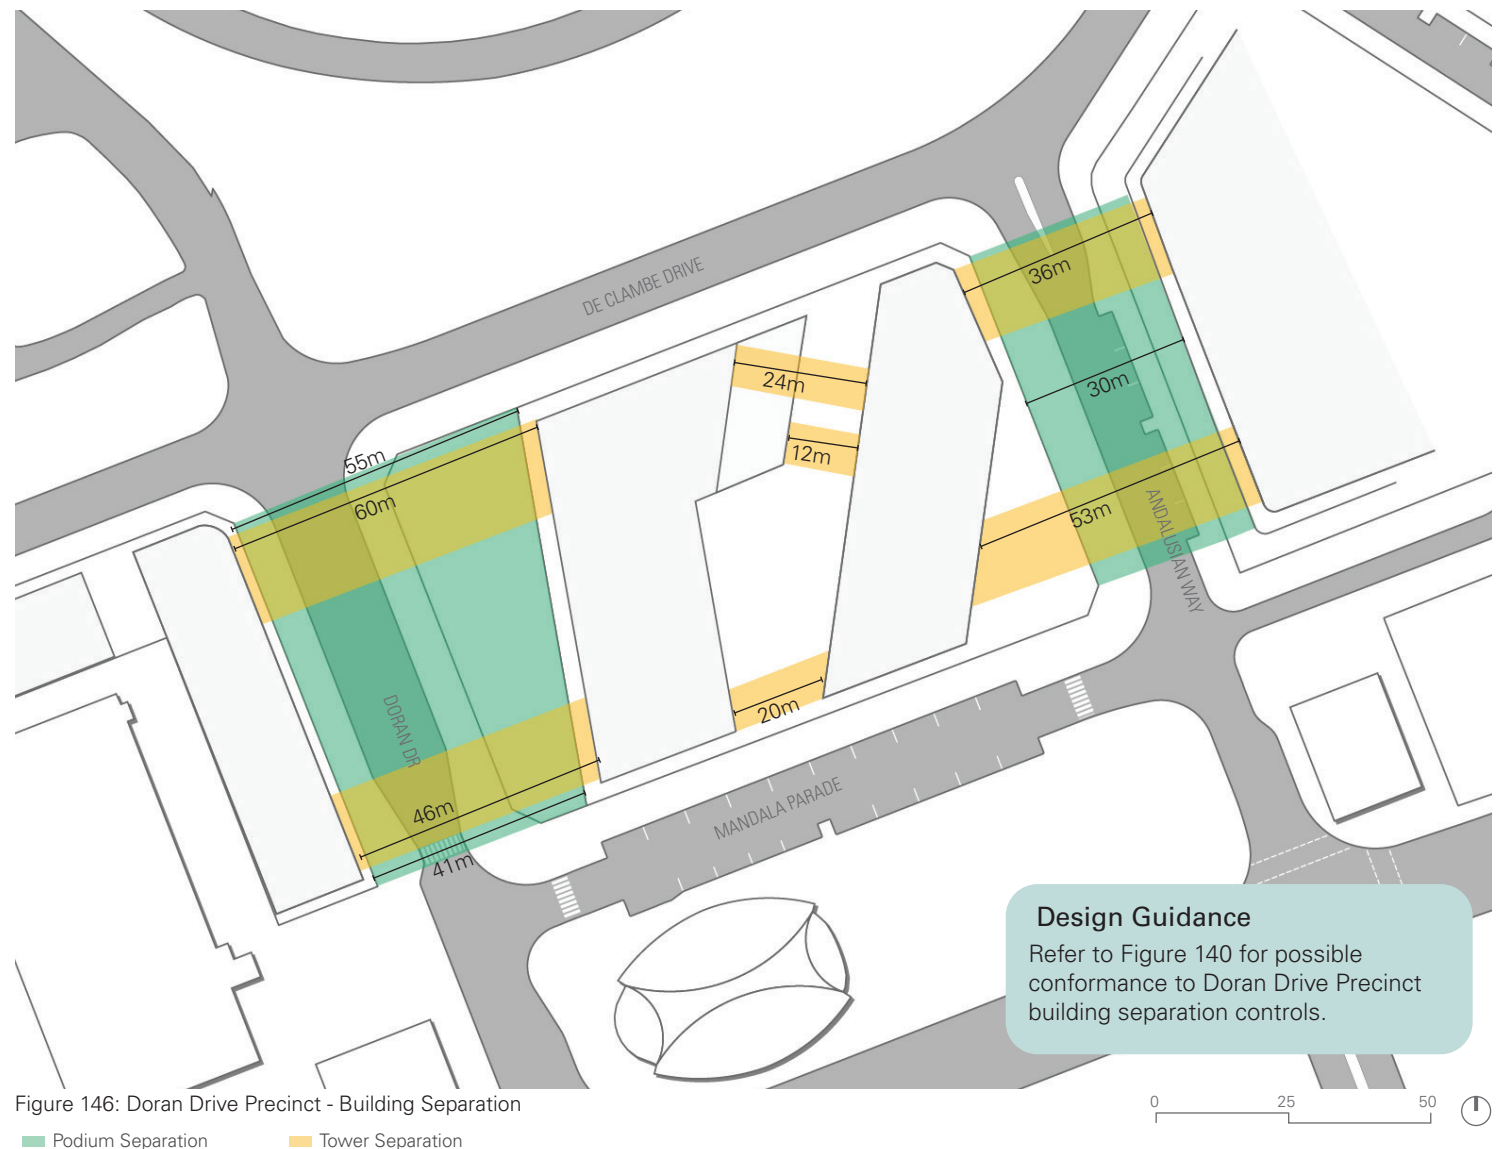 DE CLAMBE DRIVE
36m
24m
30m
12m
55m
60m
53m
ANDALUSIAN WAY
DORAN DR
20m
46m
41m
MANDALA PARADE
Design Guidance
Refer to Figure 140 for possible
conformance to Doran Drive Precinct
building separation controls.
Figure 146: Doran Drive Precinct - Building Separation
0 25 50
Podium Separation Tower Separation